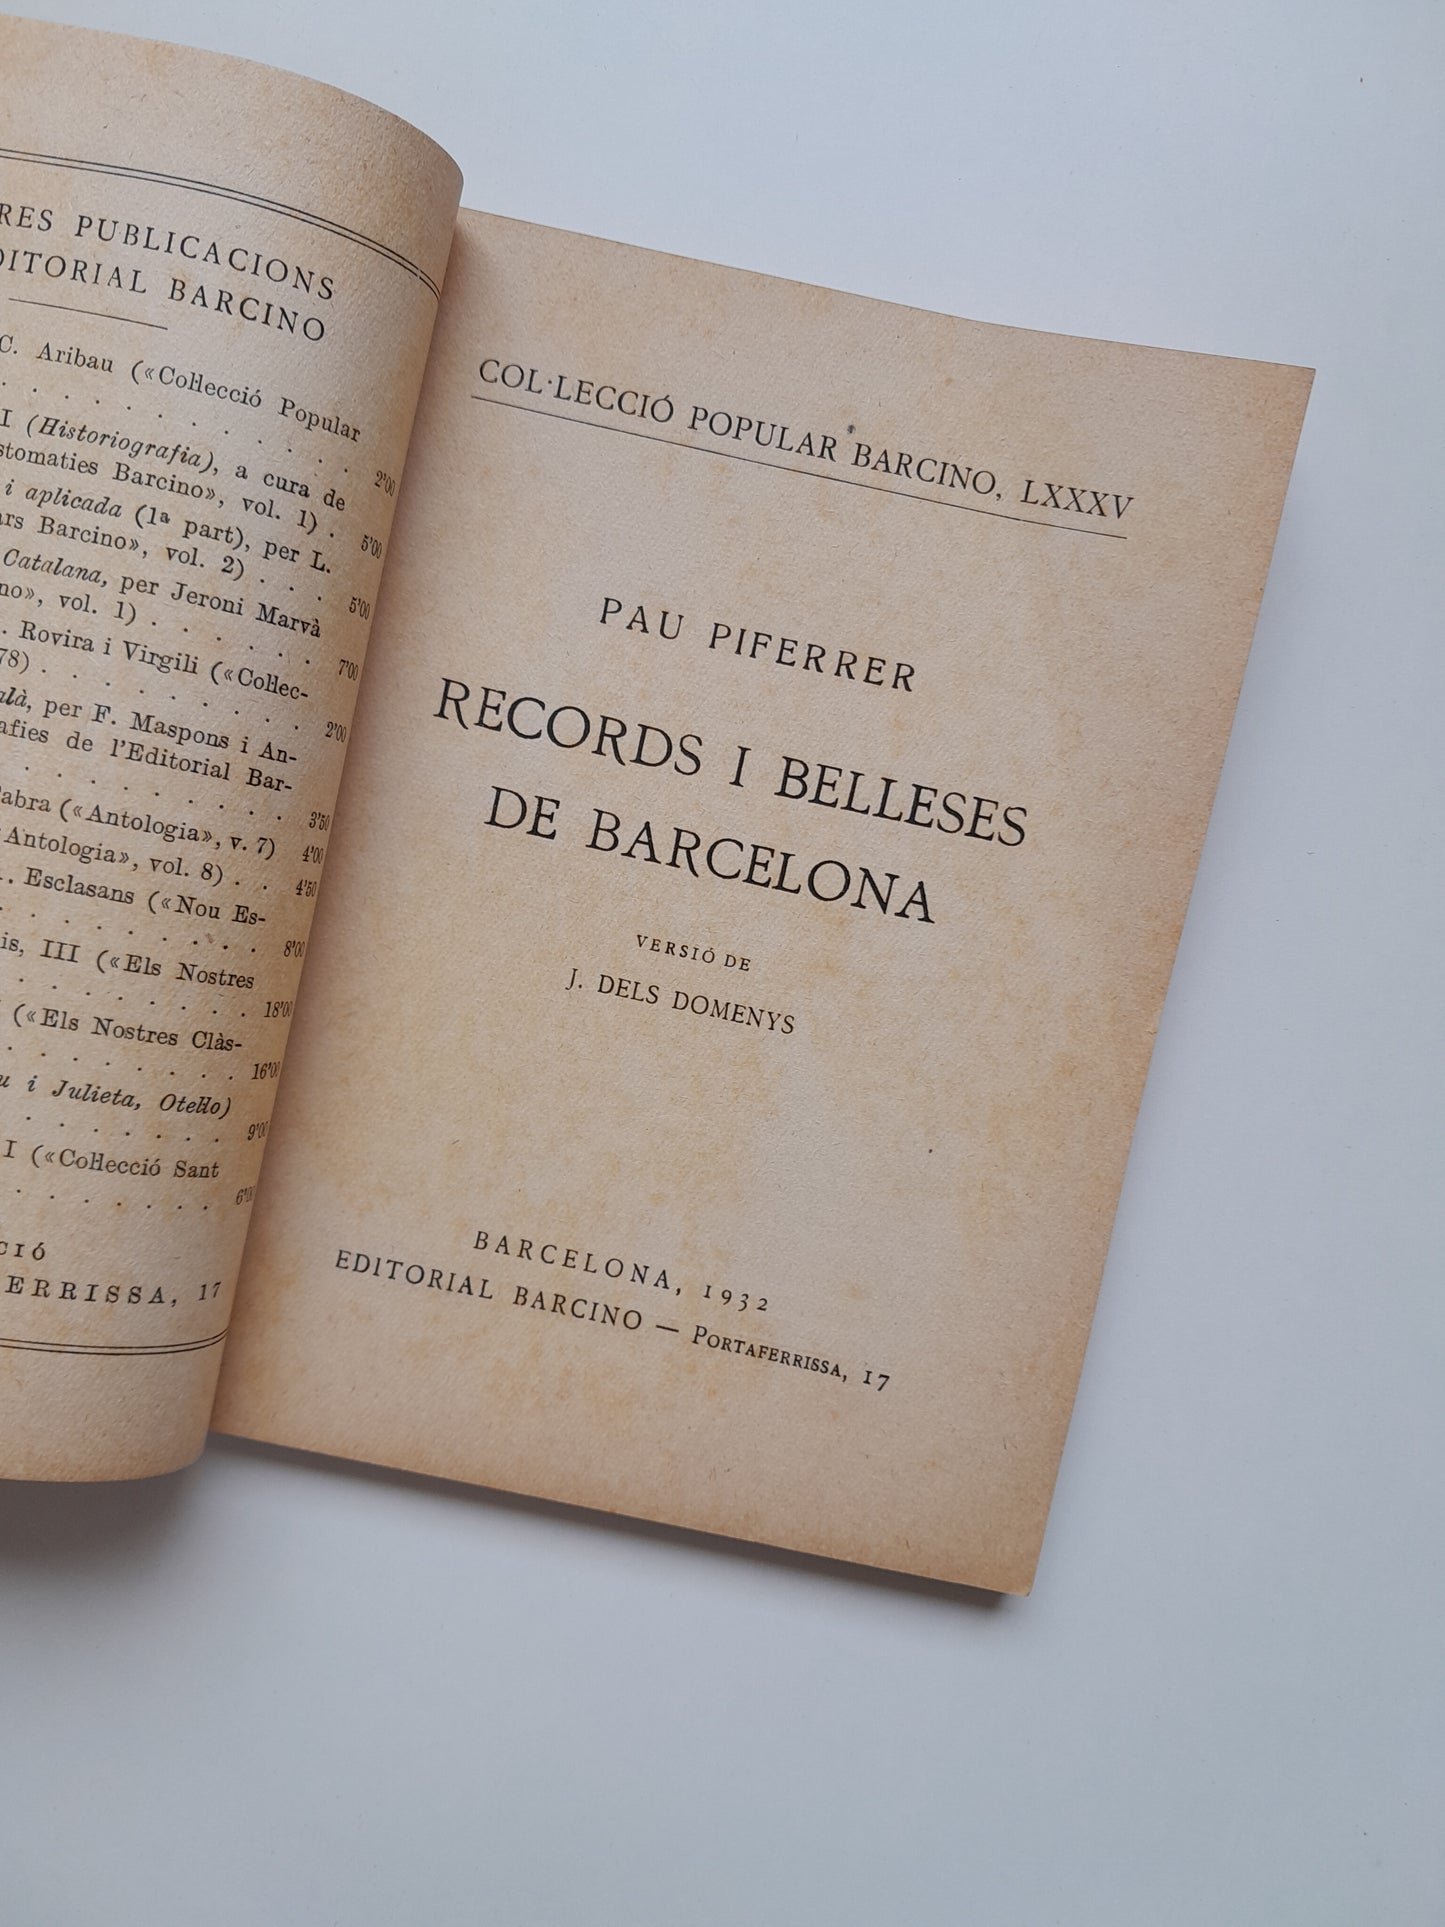 RES PUBLICACIONS
DITORIAL BARCINO
C. Aribau («Col·lecció Popular
. . . . . . . . . . 2'00
I (Historiografia), a cura de
stomaties Barcino», vol. 1) . 5'00
i aplicada (1ª part), per L.
ars Barcino», vol. 2) . . . 5'00
Catalana, per Jeroni Marvà
no», vol. 1) . . . . . . 7'00
. Rovira i Virgili («Col·lec-
78) . . . . . . . . . 2'00
alà, per F. Maspons i An-
afies de l'Editorial Bar-
. . . . . . . . . 3'50
Fabra («Antologia», v. 7) 4'00
«Antologia», vol. 8) . . 4'50
. Esclasans («Nou Es-
. . . . . . . . . 8'00
is, III («Els Nostres
. . . . . . . . 18'00
(«Els Nostres Clàs-
. . . . . . . . 16'00
u i Julieta, Otel·lo)
. . . . . . . . 9'00
I («Col·lecció Sant
. . . . . . . . 6'00
CIÓ
ERRISSA, 17
COL·LECCIÓ POPULAR BARCINO, LXXXV
PAU PIFERRER
RECORDS I BELLESES
DE BARCELONA
VERSIÓ DE
J. DELS DOMENYS
BARCELONA, 1932
EDITORIAL BARCINO — PORTAFERRISSA, 17